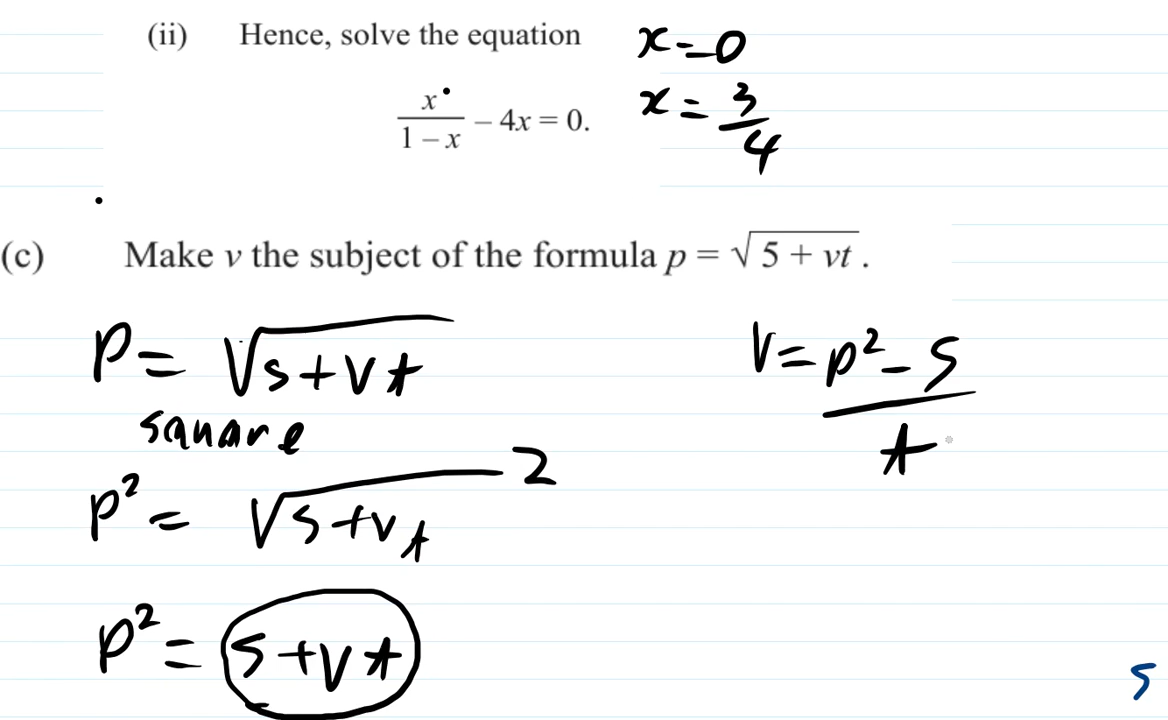 (ii) Hence, solve the equation
x = 0
x• / (1 – x) – 4x = 0.
x = 3/4
(c) Make v the subject of the formula p = √(5 + vt) .
P = √(5+vt)
V = p² - 5 / t
square
p² = √(5+vt) 2
p² = 5+vt
5